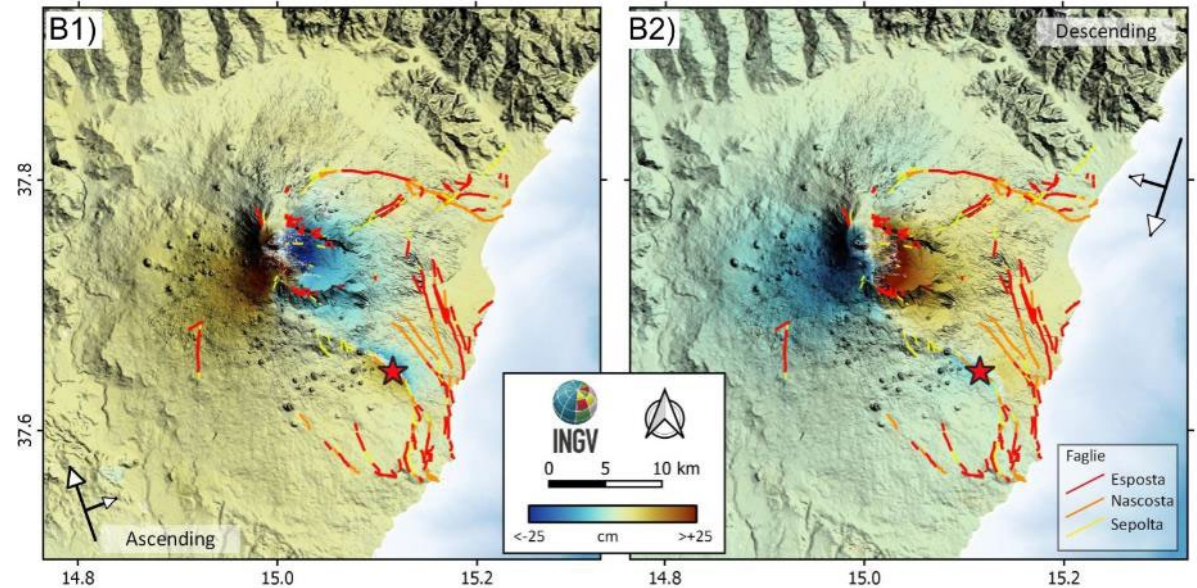 B1)
B2)
Descending
37.8
37.6
INGV
0 5 10 km
<-25 cm >+25
Ascending
Faglie
Esposta
Nascosta
Sepolta
14.8 15.0 15.2
14.8 15.0 15.2